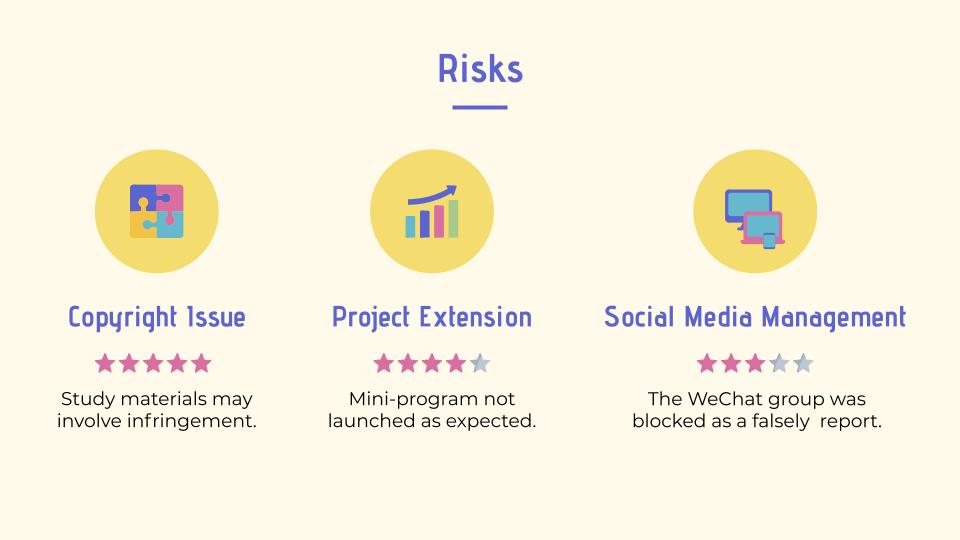 Risks
Copyright Issue
Study materials may
involve infringement.
Project Extension
Mini-program not
launched as expected.
Social Media Management
The WeChat group was
blocked as a falsely  report.